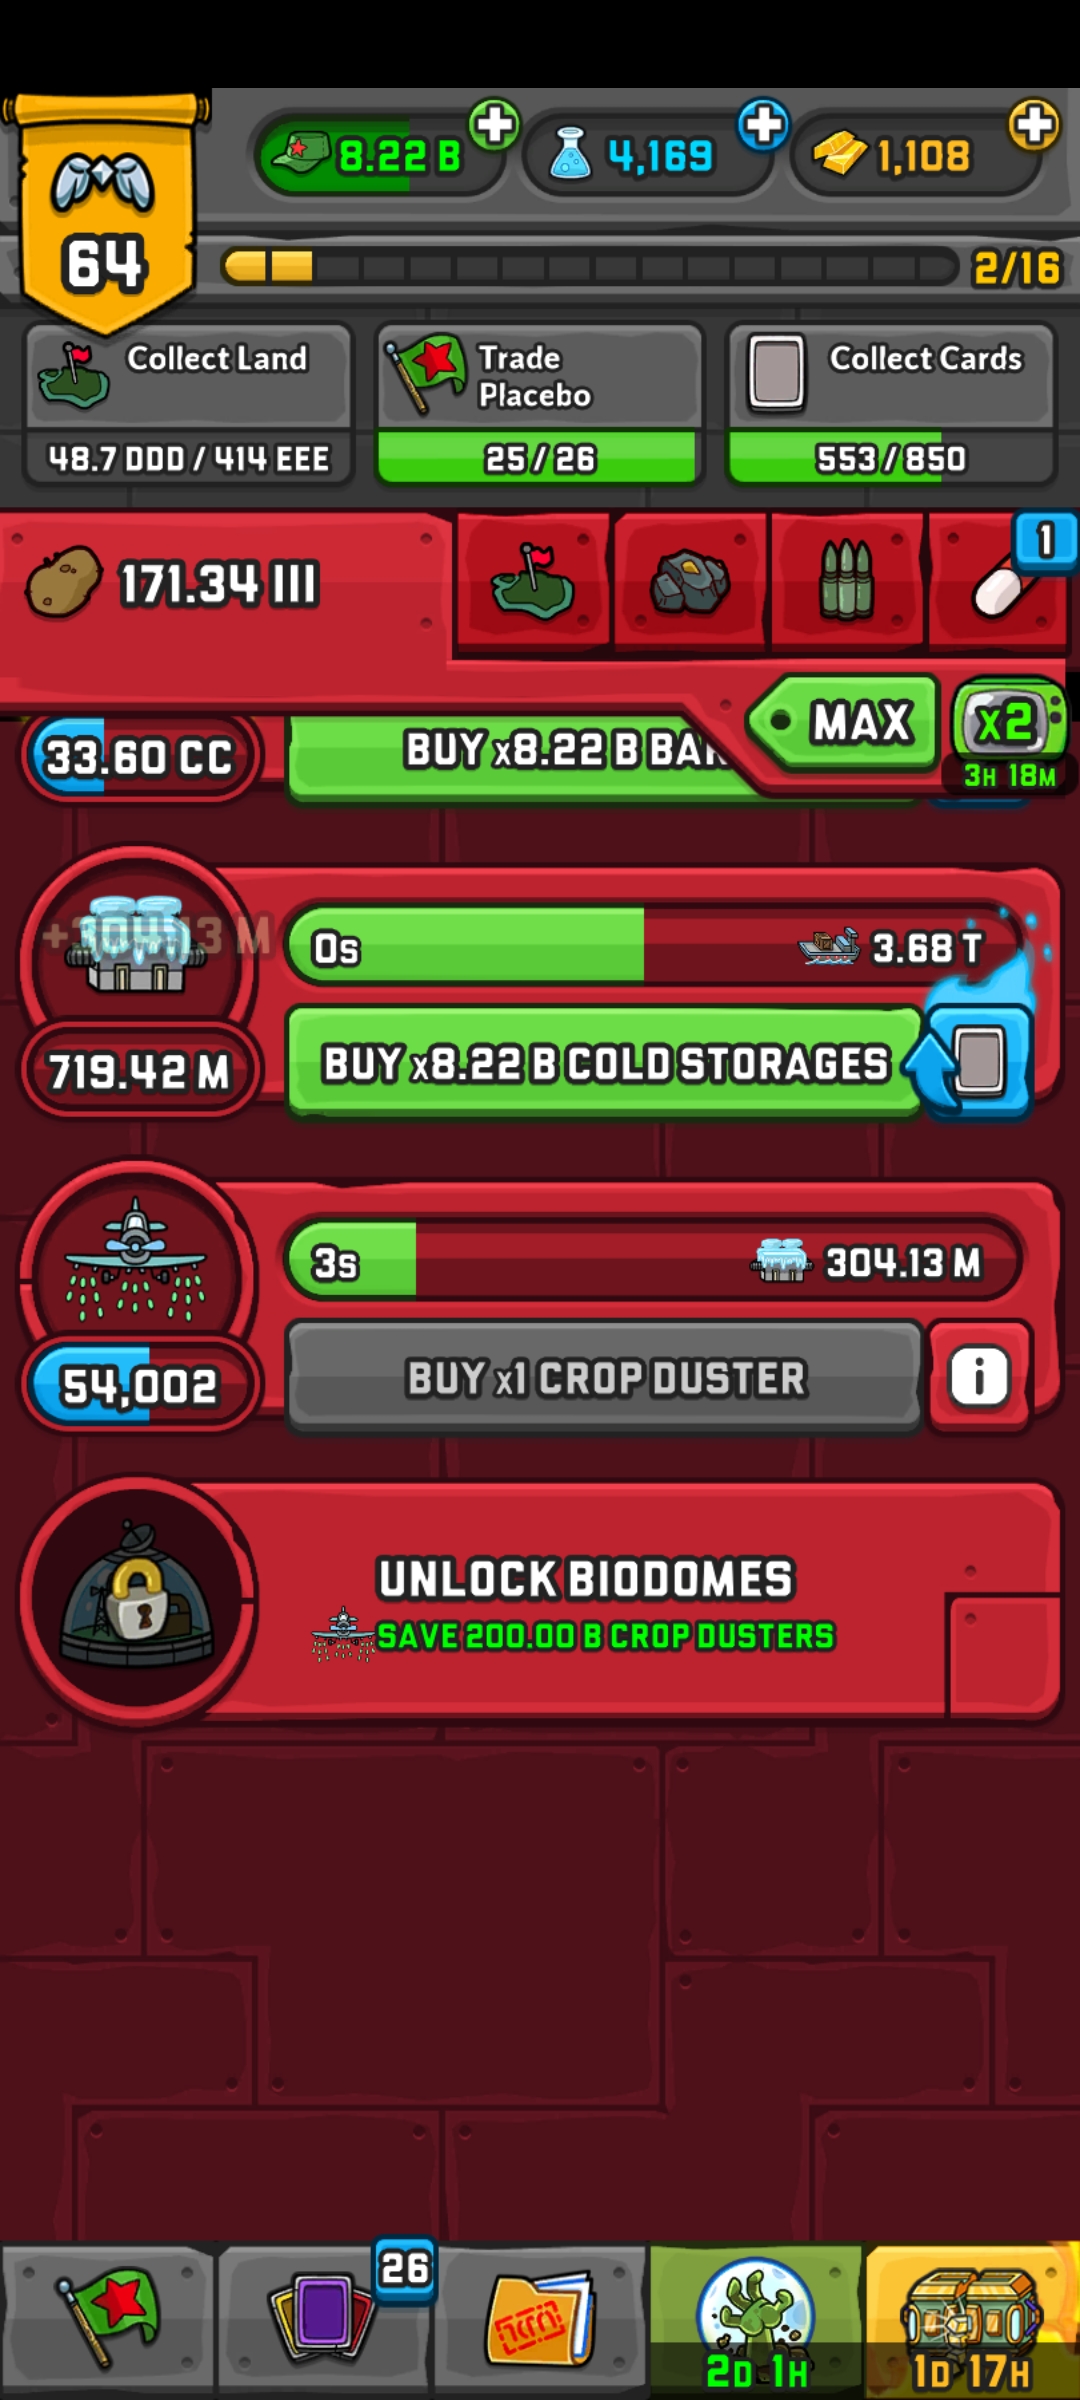 8.22 B
4,169
1,108
64
2/16
Collect Land
48.7 DDD / 414 EEE
Trade
Placebo
25 / 26
Collect Cards
553 / 850
171.34 III
1
MAX
x2
3H 18M
33.60 CC
BUY x8.22 B
+304.13 M
0s
3.68 T
719.42 M
BUY x8.22 B COLD STORAGES
3s
304.13 M
54,002
BUY x1 CROP DUSTER
i
UNLOCK BIODOMES
SAVE 200.00 B CROP DUSTERS
26
2D 1H
1D 17H